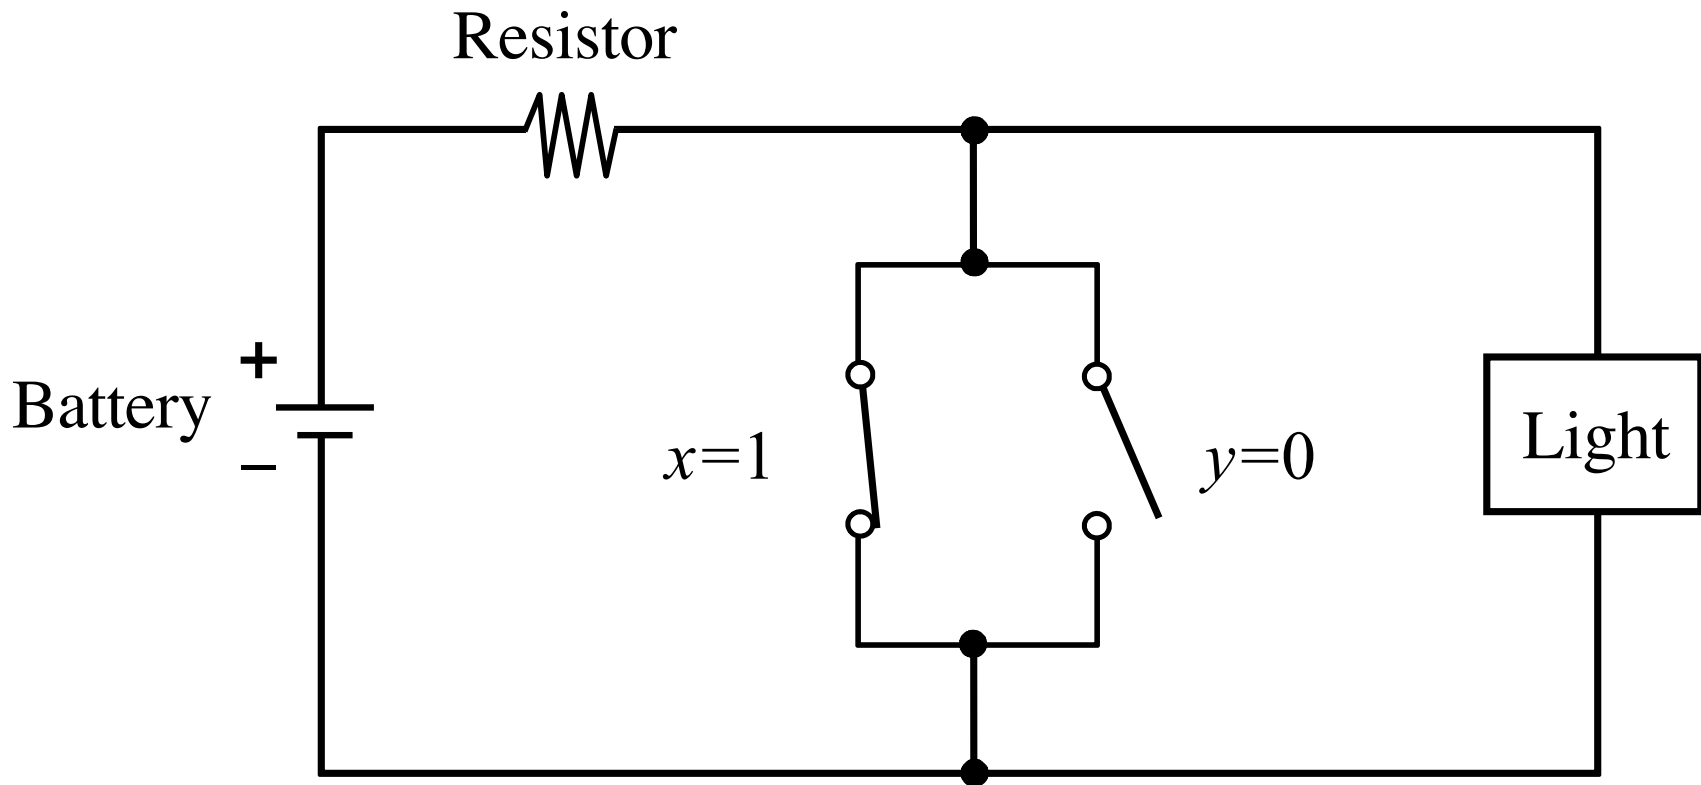 Resistor
+
Battery
–
x=1
y=0
Light